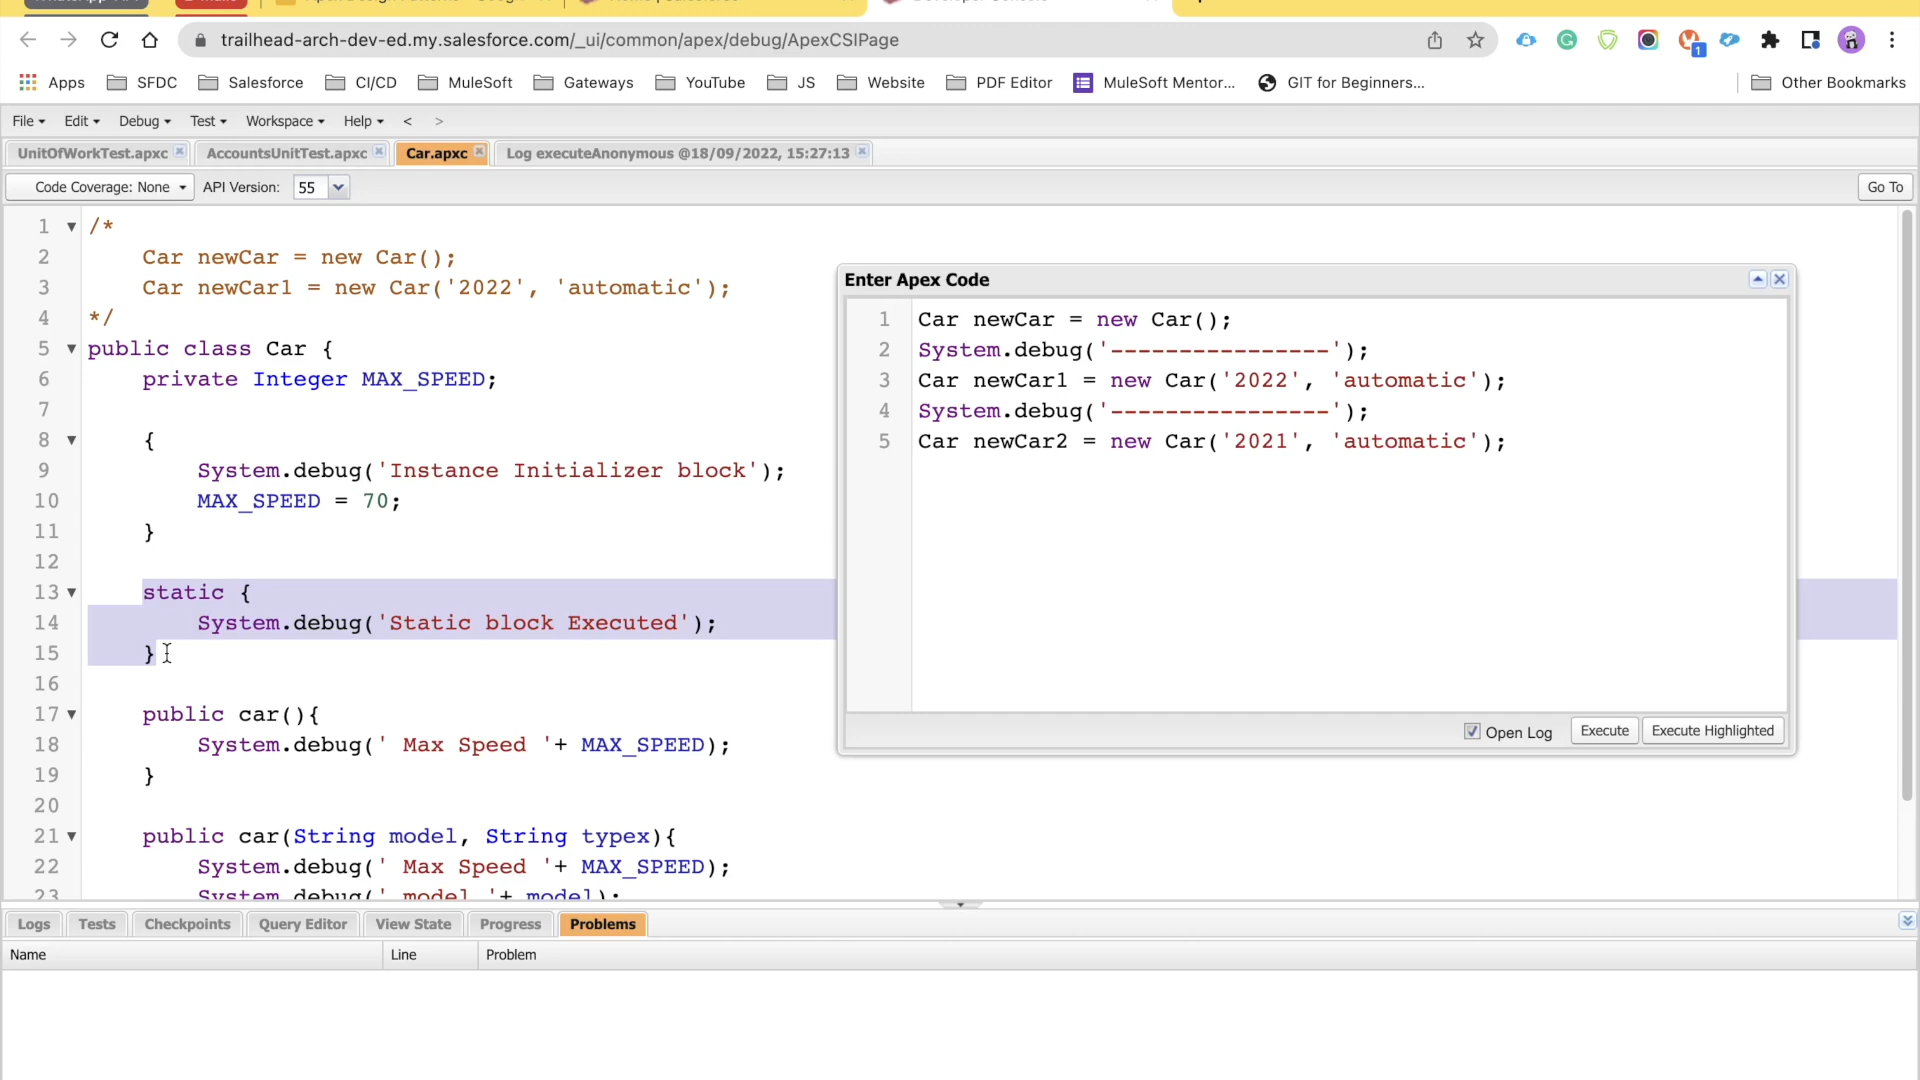 trailhead-arch-dev-ed.my.salesforce.com/_ui/common/apex/debug/ApexCSIPage
1
Apps SFDC Salesforce CI/CD MuleSoft Gateways YouTube JS Website PDF Editor MuleSoft Mentor... GIT for Beginners... Other Bookmarks
File Edit Debug Test Workspace Help < >
UnitOfWorkTest.apxc AccountsUnitTest.apxc Car.apxc Log executeAnonymous @18/09/2022, 15:27:13
Code Coverage: None API Version: 55 Go To
1 /*
2 Car newCar = new Car();
3 Car newCar1 = new Car('2022', 'automatic');
4 */
5 public class Car {
6 private Integer MAX_SPEED;
7
8 {
9 System.debug('Instance Initializer block');
10 MAX_SPEED = 70;
11 }
12
13 static {
14 System.debug('Static block Executed');
15 }
16
17 public car(){
18 System.debug(' Max Speed '+ MAX_SPEED);
19 }
20
21 public car(String model, String typex){
22 System.debug(' Max Speed '+ MAX_SPEED);
23 System.debug(' model '+ model);
Enter Apex Code
1 Car newCar = new Car();
2 System.debug('----------------');
3 Car newCar1 = new Car('2022', 'automatic');
4 System.debug('----------------');
5 Car newCar2 = new Car('2021', 'automatic');
Open Log Execute Execute Highlighted
Logs Tests Checkpoints Query Editor View State Progress Problems
Name Line Problem